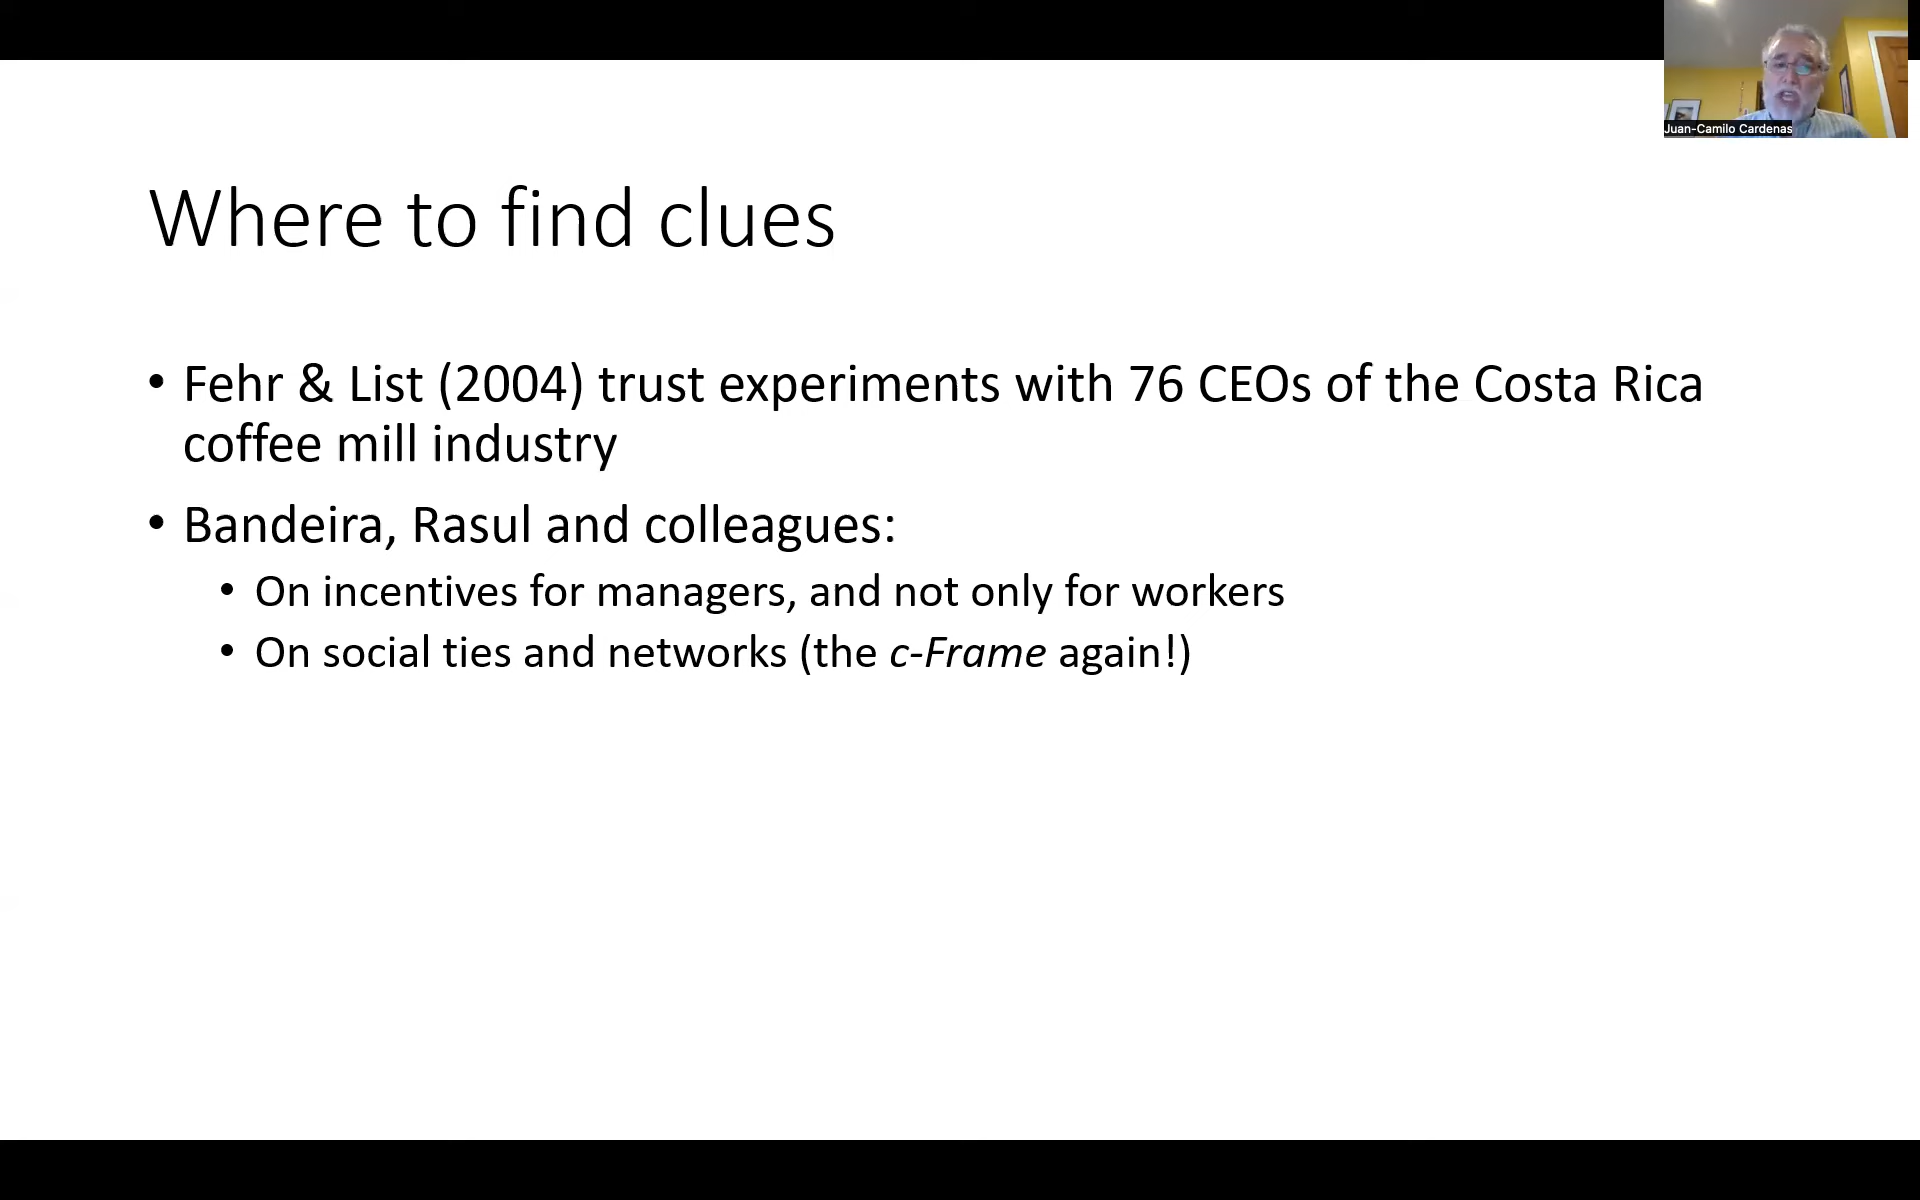 Juan-Camilo Cardenas
Where to find clues
• Fehr & List (2004) trust experiments with 76 CEOs of the Costa Rica
coffee mill industry
• Bandeira, Rasul and colleagues:
• On incentives for managers, and not only for workers
• On social ties and networks (the c-Frame again!)